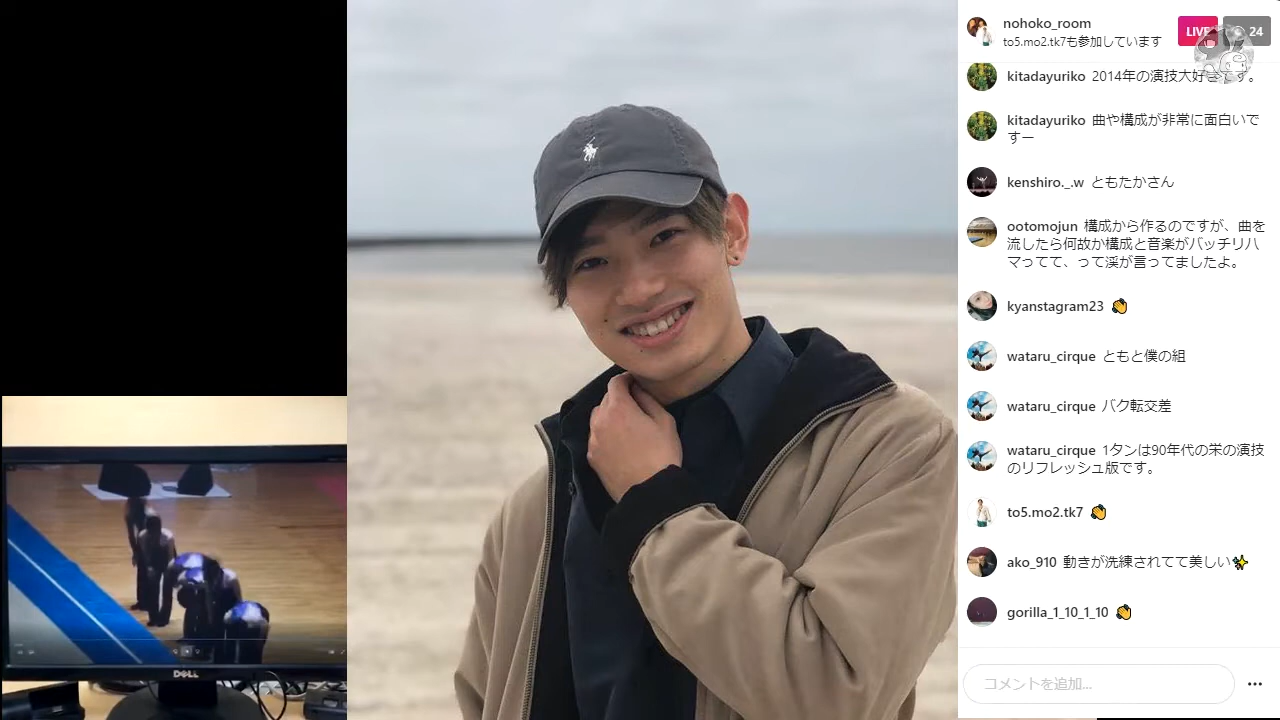 nohoko_room
to5.mo2.tk7も参加しています
LIVE
24
kitadayuriko 2014年の演技大好きです。
kitadayuriko 曲や構成が非常に面白いで
すー
kenshiro._.w ともたかさん
ootomojun 構成から作るのですが、曲を
流したら何故か構成と音楽がバッチリハ
マってて、って渓が言ってましたよ。
kyanstagram23 👏
wataru_cirque ともと僕の組
wataru_cirque バク転交差
wataru_cirque 1タンは90年代の栄の演技
のリフレッシュ版です。
to5.mo2.tk7 👏
ako_910 動きが洗練されてて美しい✨
gorilla_1_10_1_10 👏
コメントを追加...
DELL